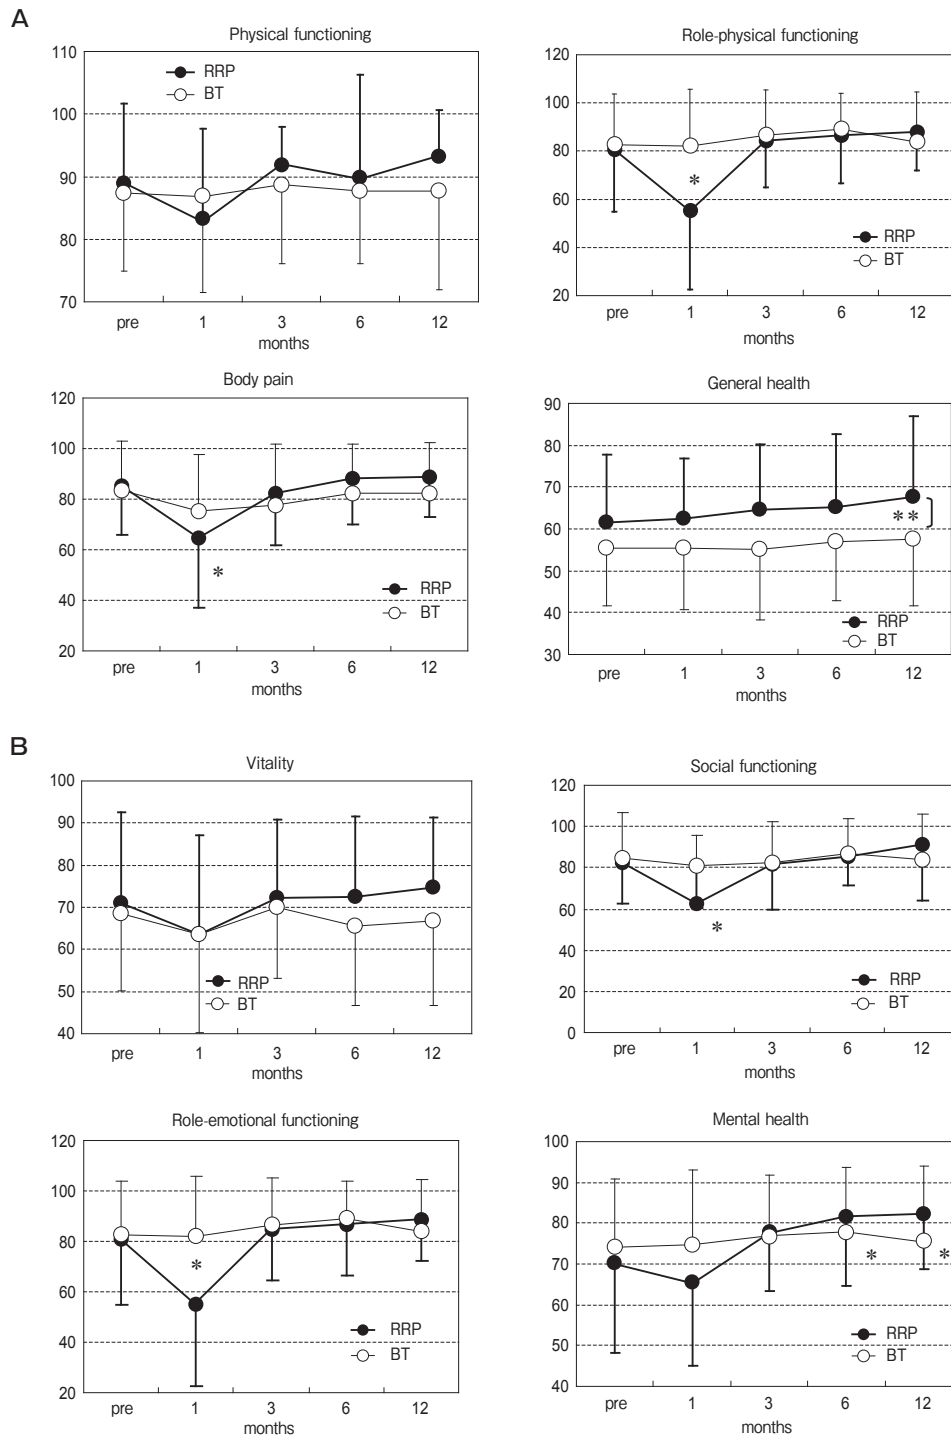 A
Physical functioning
110
100
90
80
70
RRP
BT
pre 1 3 6 12
months
Role-physical functioning
120
100
80
60
40
20
*
RRP
BT
pre 1 3 6 12
months
Body pain
120
100
80
60
40
20
*
RRP
BT
pre 1 3 6 12
months
General health
90
80
70
60
50
40
30
**
RRP
BT
pre 1 3 6 12
months
B
Vitality
100
90
80
70
60
50
40
RRP
BT
pre 1 3 6 12
months
Social functioning
120
100
80
60
40
20
0
*
RRP
BT
pre 1 3 6 12
months
Role-emotional functioning
120
100
80
60
40
20
*
RRP
BT
pre 1 3 6 12
months
Mental health
100
90
80
70
60
50
40
* *
RRP
BT
pre 1 3 6 12
months